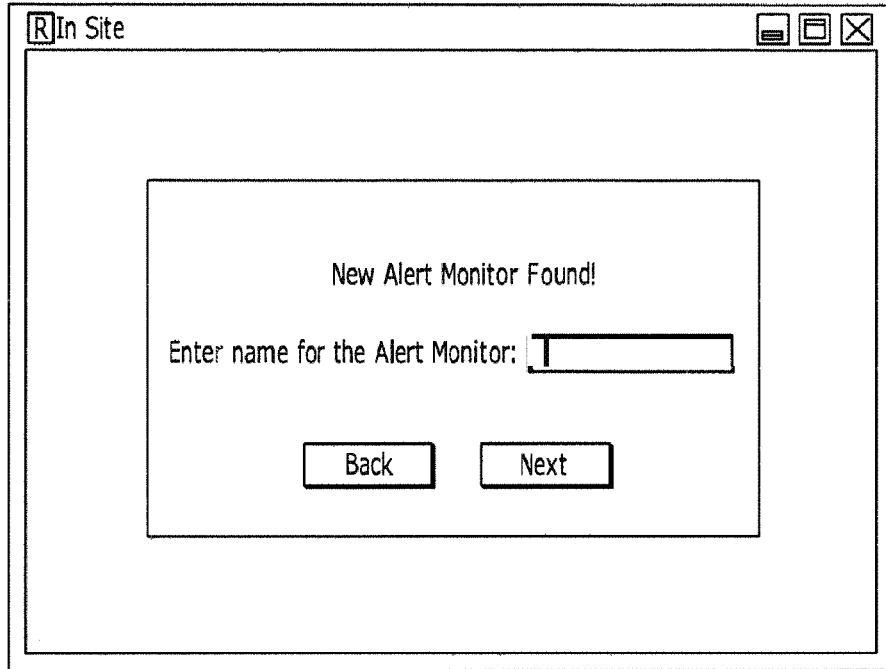 R In Site
New Alert Monitor Found!
Enter name for the Alert Monitor:
Back Next